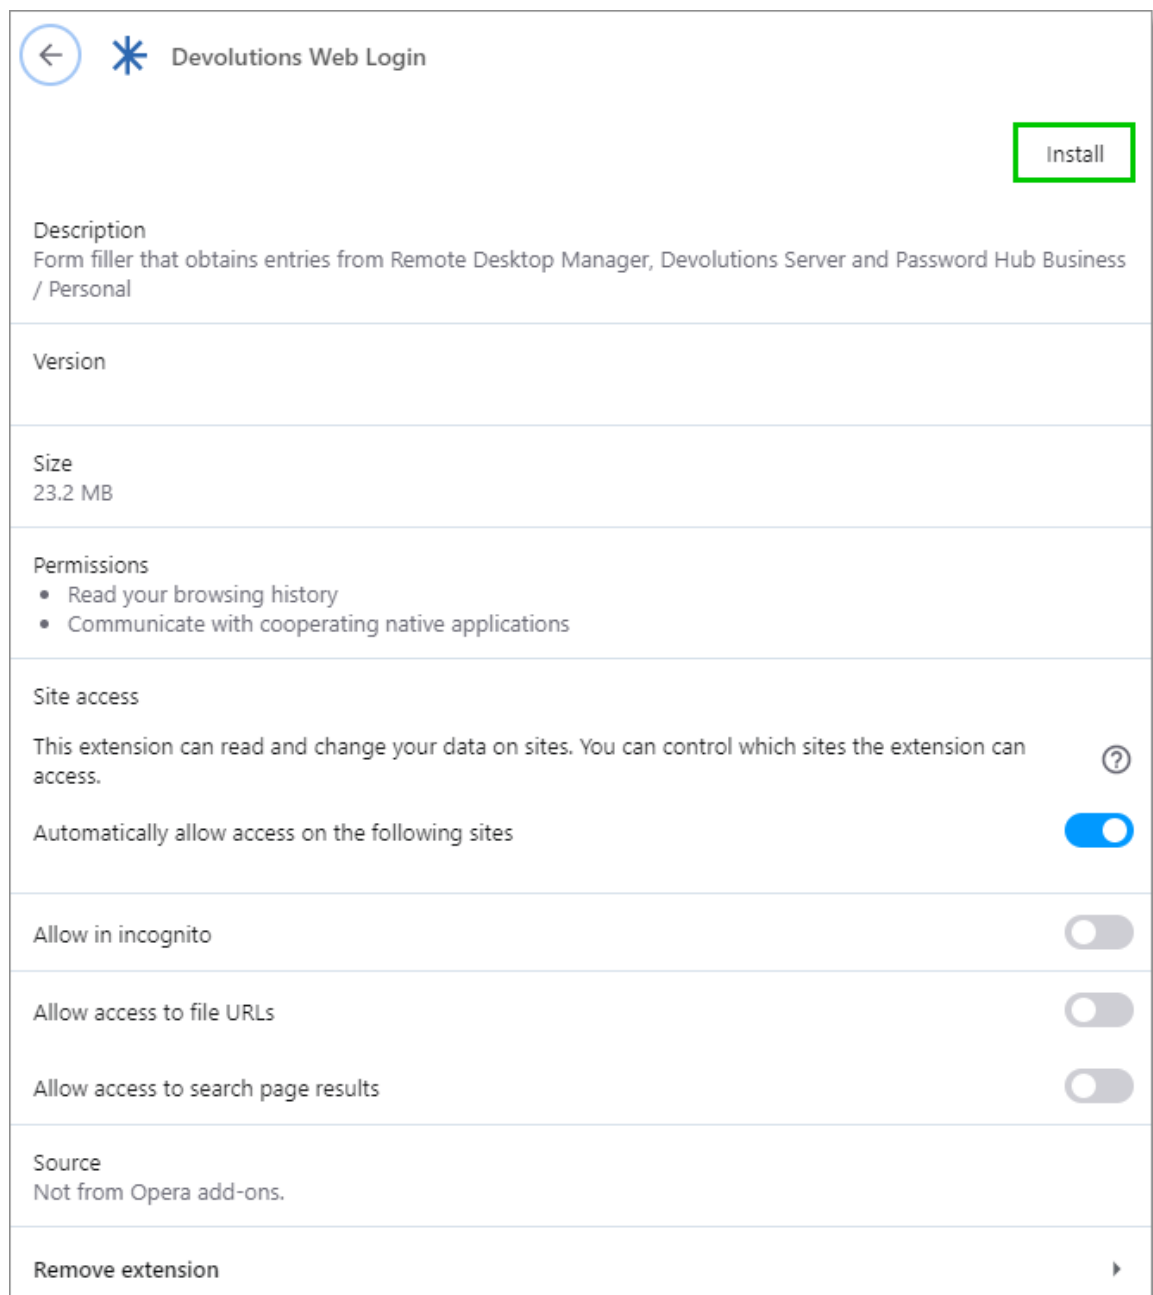 Devolutions Web Login
Install
Description
Form filler that obtains entries from Remote Desktop Manager, Devolutions Server and Password Hub Business
/ Personal
Version
Size
23.2 MB
Permissions
• Read your browsing history
• Communicate with cooperating native applications
Site access
This extension can read and change your data on sites. You can control which sites the extension can
access.
Automatically allow access on the following sites
Allow in incognito
Allow access to file URLs
Allow access to search page results
Source
Not from Opera add-ons.
Remove extension